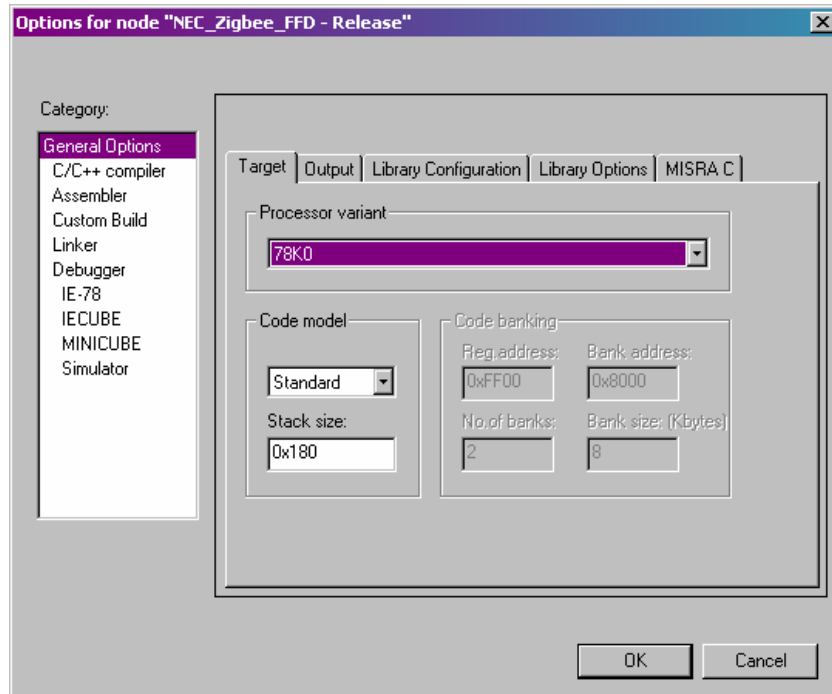 Options for node "NEC_Zigbee_FFD - Release"
Category:
General Options
C/C++ compiler
Assembler
Custom Build
Linker
Debugger
IE-78
IECUBE
MINICUBE
Simulator
Target Output Library Configuration Library Options MISRA C
Processor variant
78K0
Code model
Standard
Stack size:
0x180
Code banking
Reg.address: Bank address:
0xFF00 0x8000
No.of banks: Bank size: (Kbytes)
2 8
OK Cancel